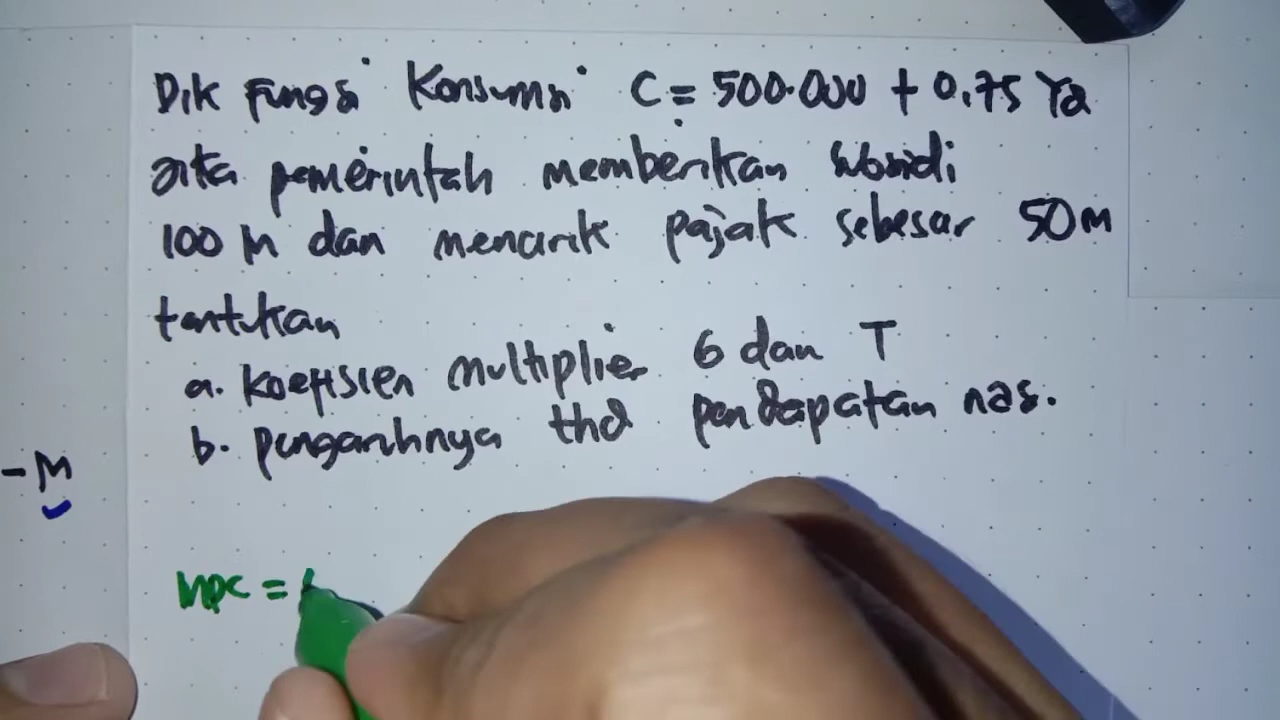 Dik Fungsi Konsumsi C = 500.000 + 0,75 Yd
Jika pemerintah memberikan subsidi
100 M dan menarik pajak sebesar 50 M
tentukan
a. Koefisien multiplier G dan T
b. pengaruhnya thd pendapatan nas.
- M
MPC =